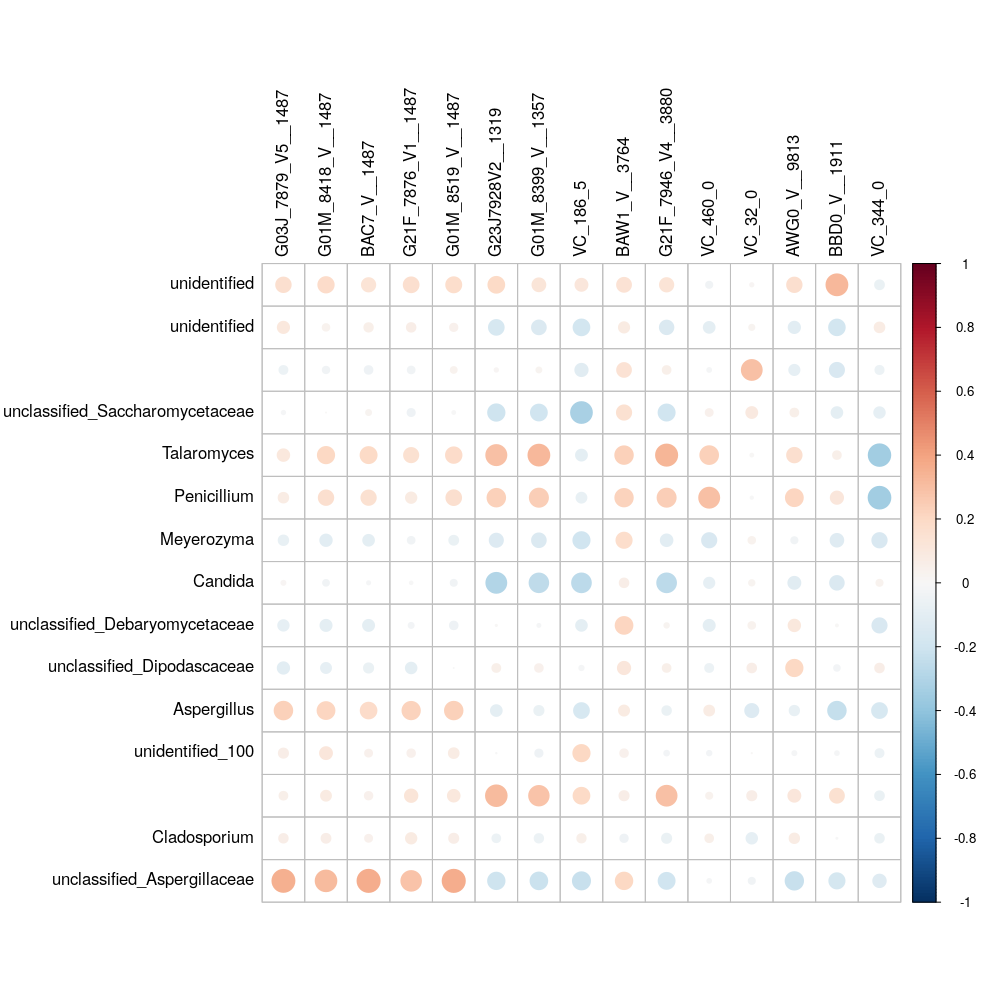 G03J_7879_V5__1487
G01M_8418_V__1487
BAC7_V__1487
G21F_7876_V1__1487
G01M_8519_V__1487
G23J7928V2__1319
G01M_8399_V__1357
VC_186_5
BAW1_V__3764
G21F_7946_V4__3880
VC_460_0
VC_32_0
AWG0_V__9813
BBD0_V__1911
VC_344_0
unidentified
unidentified
unclassified_Saccharomycetaceae
Talaromyces
Penicillium
Meyerozyma
Candida
unclassified_Debaryomycetaceae
unclassified_Dipodascaceae
Aspergillus
unidentified_100
Cladosporium
unclassified_Aspergillaceae
1
0.8
0.6
0.4
0.2
0
-0.2
-0.4
-0.6
-0.8
-1